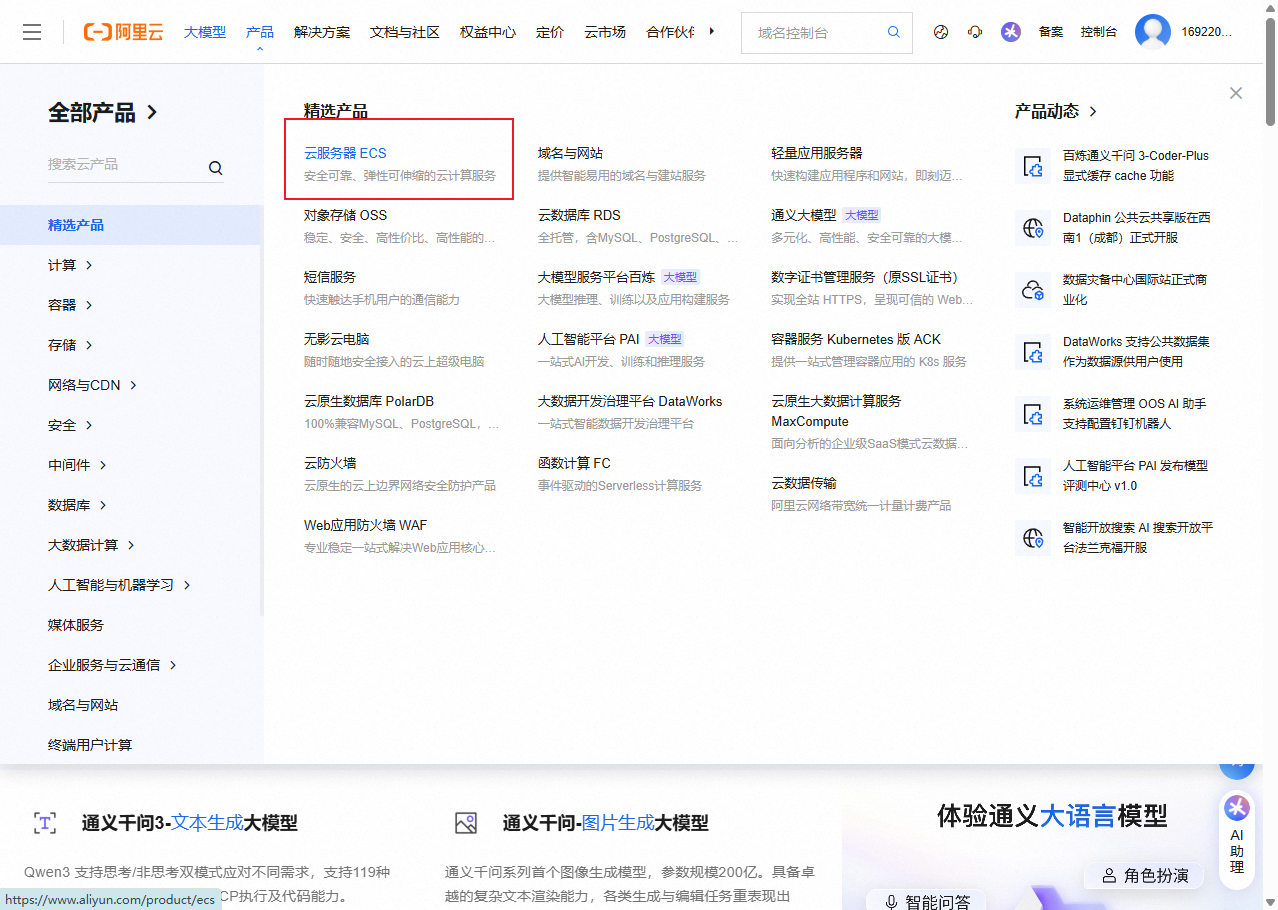 阿里云
大模型
产品
解决方案
文档与社区
权益中心
定价
云市场
合作伙伴
域名控制台
备案
控制台
169220...
全部产品
搜索云产品
精选产品
计算
容器
存储
网络与CDN
安全
中间件
数据库
大数据计算
人工智能与机器学习
媒体服务
企业服务与云通信
域名与网站
终端用户计算
精选产品
云服务器 ECS
安全可靠、弹性可伸缩的云计算服务
对象存储 OSS
稳定、安全、高性价比、高性能的...
短信服务
快速触达手机用户的通信能力
无影云电脑
随时随地安全接入的云上超级电脑
云原生数据库 PolarDB
100%兼容MySQL、PostgreSQL，...
云防火墙
云原生的云上边界网络安全防护产品
Web应用防火墙 WAF
专业稳定一站式解决Web应用核心...
域名与网站
提供智能易用的域名与建站服务
云数据库 RDS
全托管，含MySQL、PostgreSQL、...
大模型服务平台百炼 大模型
大模型推理、训练以及应用构建服务
人工智能平台 PAI 大模型
一站式AI开发、训练和推理服务
大数据开发治理平台 DataWorks
一站式智能数据开发治理平台
函数计算 FC
事件驱动的Serverless计算服务
轻量应用服务器
快速构建应用程序和网站，即刻迈...
通义大模型 大模型
多元化、高性能、安全可靠的大模...
数字证书管理服务（原SSL证书）
实现全站 HTTPS，呈现可信的 Web...
容器服务 Kubernetes 版 ACK
提供一站式管理容器应用的 K8s 服务
云原生大数据计算服务
MaxCompute
面向分析的企业级SaaS模式云数据...
云数据传输
阿里云网络带宽统一计量计费产品
产品动态
百炼通义千问 3-Coder-Plus
显式缓存 cache 功能
Dataphin 公共云共享版在西
南1（成都）正式开服
数据灾备中心国际站正式商
业化
DataWorks 支持公共数据集
作为数据源供用户使用
系统运维管理 OOS AI 助手
支持配置钉钉机器人
人工智能平台 PAI 发布模型
评测中心 v1.0
智能开放搜索 AI 搜索开放平
台法兰克福开服
通义千问3-文本生成大模型
Qwen3 支持思考/非思考双模式应对不同需求，支持119种
CP执行及代码能力。
https://www.aliyun.com/product/ecs
通义千问-图片生成大模型
通义千问系列首个图像生成模型，参数规模200亿。具备卓
越的复杂文本渲染能力，各类生成与编辑任务重表现出
体验通义大语言模型
角色扮演
智能问答
AI
助
理